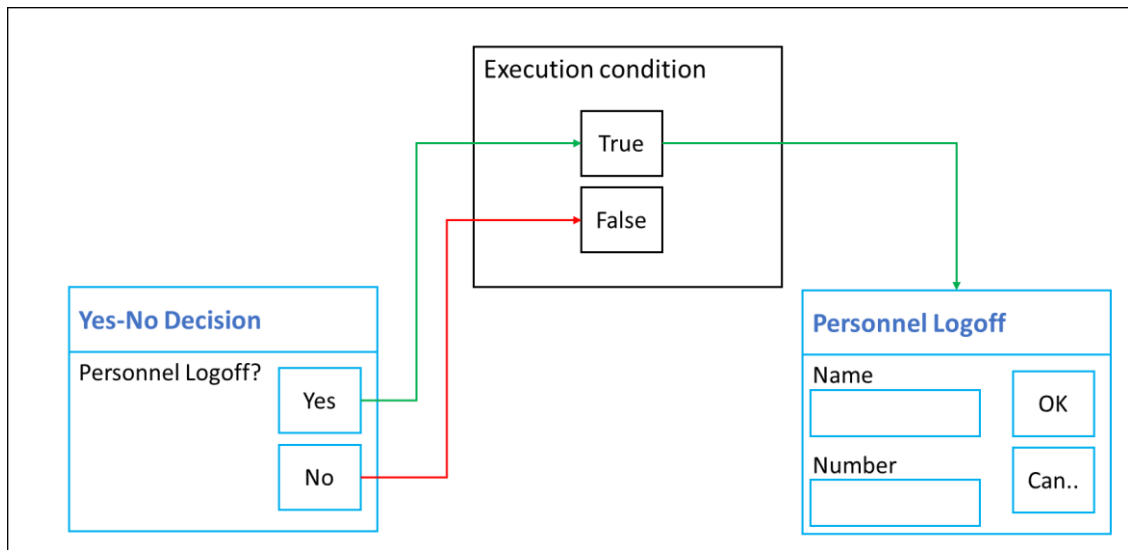 Execution condition
True
False
Yes-No Decision
Personnel Logoff?
Yes
No
Personnel Logoff
Name
OK
Number
Can..